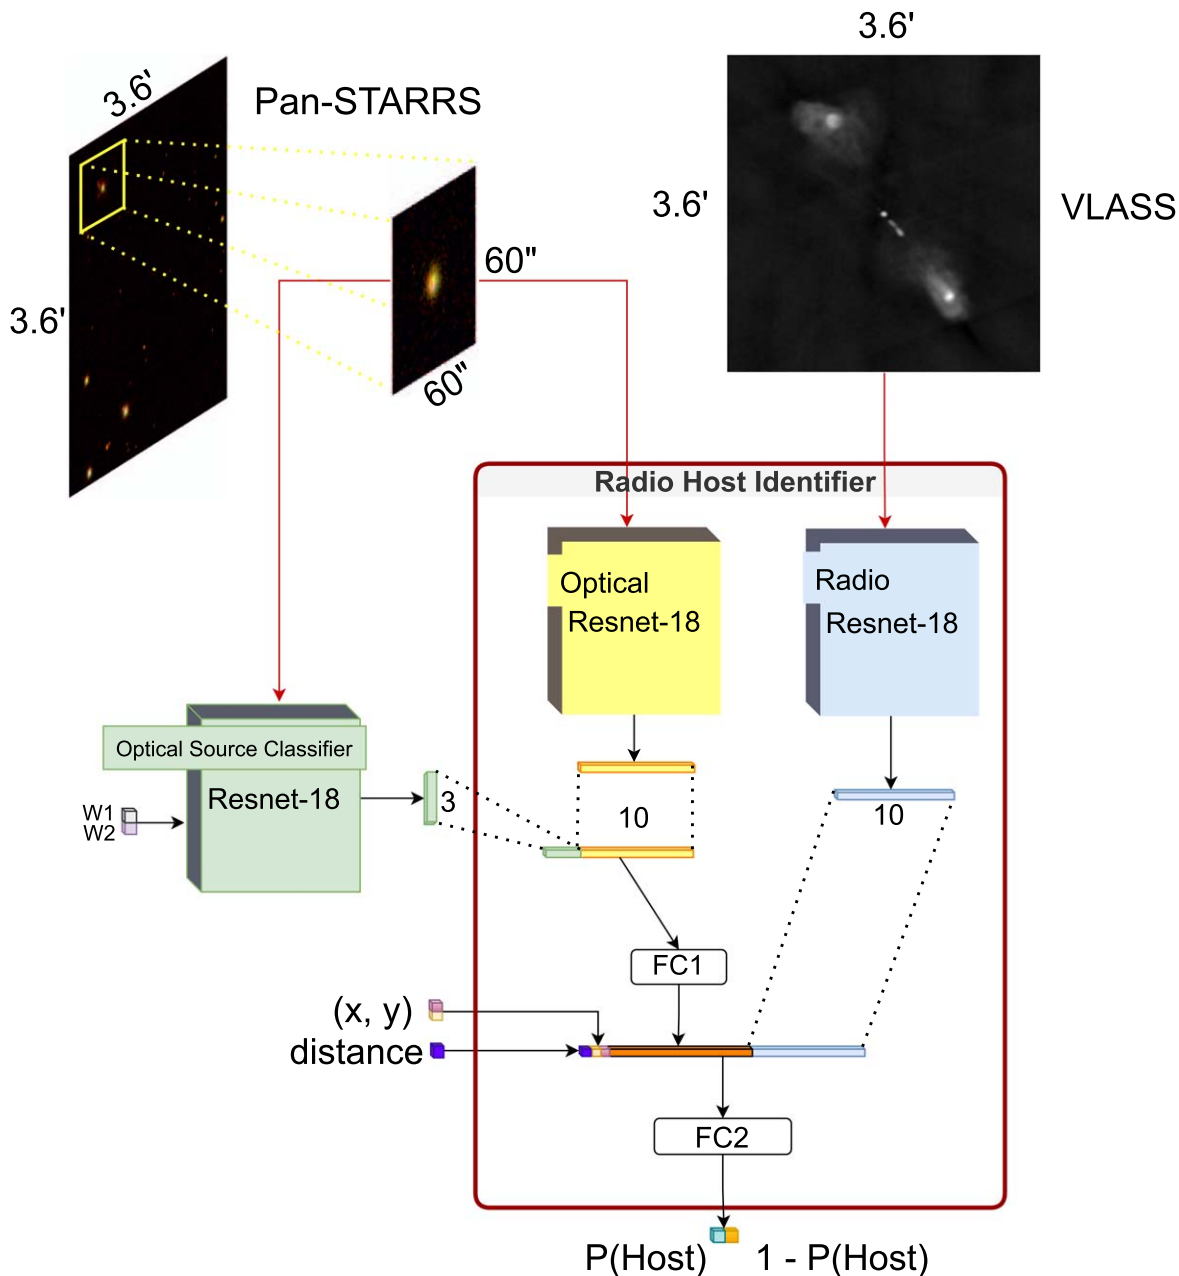 3.6'
3.6'
Pan-STARRS
3.6'
VLASS
60"
3.6'
60"
Radio Host Identifier
Optical
Resnet-18
Radio
Resnet-18
Optical Source Classifier
Resnet-18
W1
W2
3
10
10
FC1
(x, y)
distance
FC2
P(Host)
1 - P(Host)